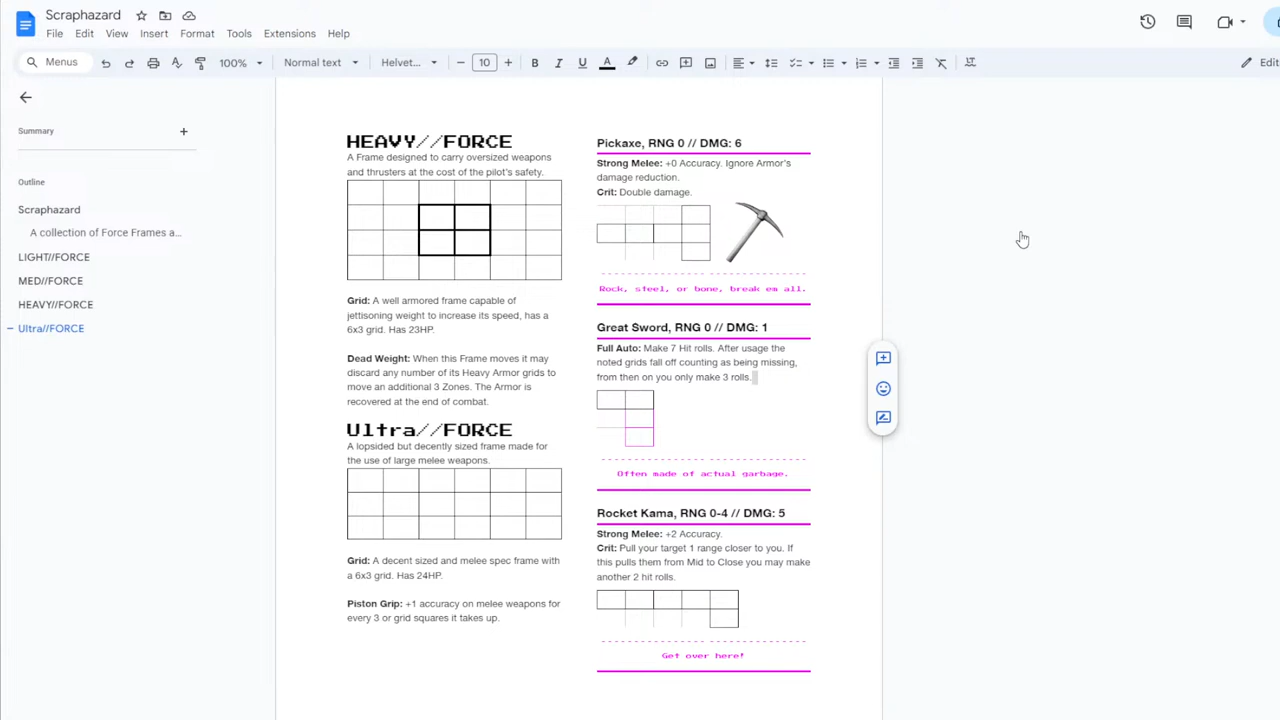 Scraphazard
File Edit View Insert Format Tools Extensions Help
Menus 100% Normal text Helvet... 10 B I U A Edit
Summary
Outline
Scraphazard
A collection of Force Frames a...
LIGHT//FORCE
MED//FORCE
HEAVY//FORCE
Ultra//FORCE
HEAVY//FORCE
A Frame designed to carry oversized weapons
and thrusters at the cost of the pilot's safety.
Grid: A well armored frame capable of
jettisoning weight to increase its speed, has a
6x3 grid. Has 23HP.
Dead Weight: When this Frame moves it may
discard any number of its Heavy Armor grids to
move an additional 3 Zones. The Armor is
recovered at the end of combat.
Ultra//FORCE
A lopsided but decently sized frame made for
the use of large melee weapons.
Grid: A decent sized and melee spec frame with
a 6x3 grid. Has 24HP.
Piston Grip: +1 accuracy on melee weapons for
every 3 or grid squares it takes up.
Pickaxe, RNG 0 // DMG: 6
Strong Melee: +0 Accuracy. Ignore Armor's
damage reduction.
Crit: Double damage.
Rock, steel, or bone, break em all.
Great Sword, RNG 0 // DMG: 1
Full Auto: Make 7 Hit rolls. After usage the
noted grids fall off counting as being missing,
from then on you only make 3 rolls.
Often made of actual garbage.
Rocket Kama, RNG 0-4 // DMG: 5
Strong Melee: +2 Accuracy.
Crit: Pull your target 1 range closer to you. If
this pulls them from Mid to Close you may make
another 2 hit rolls.
Get over here!